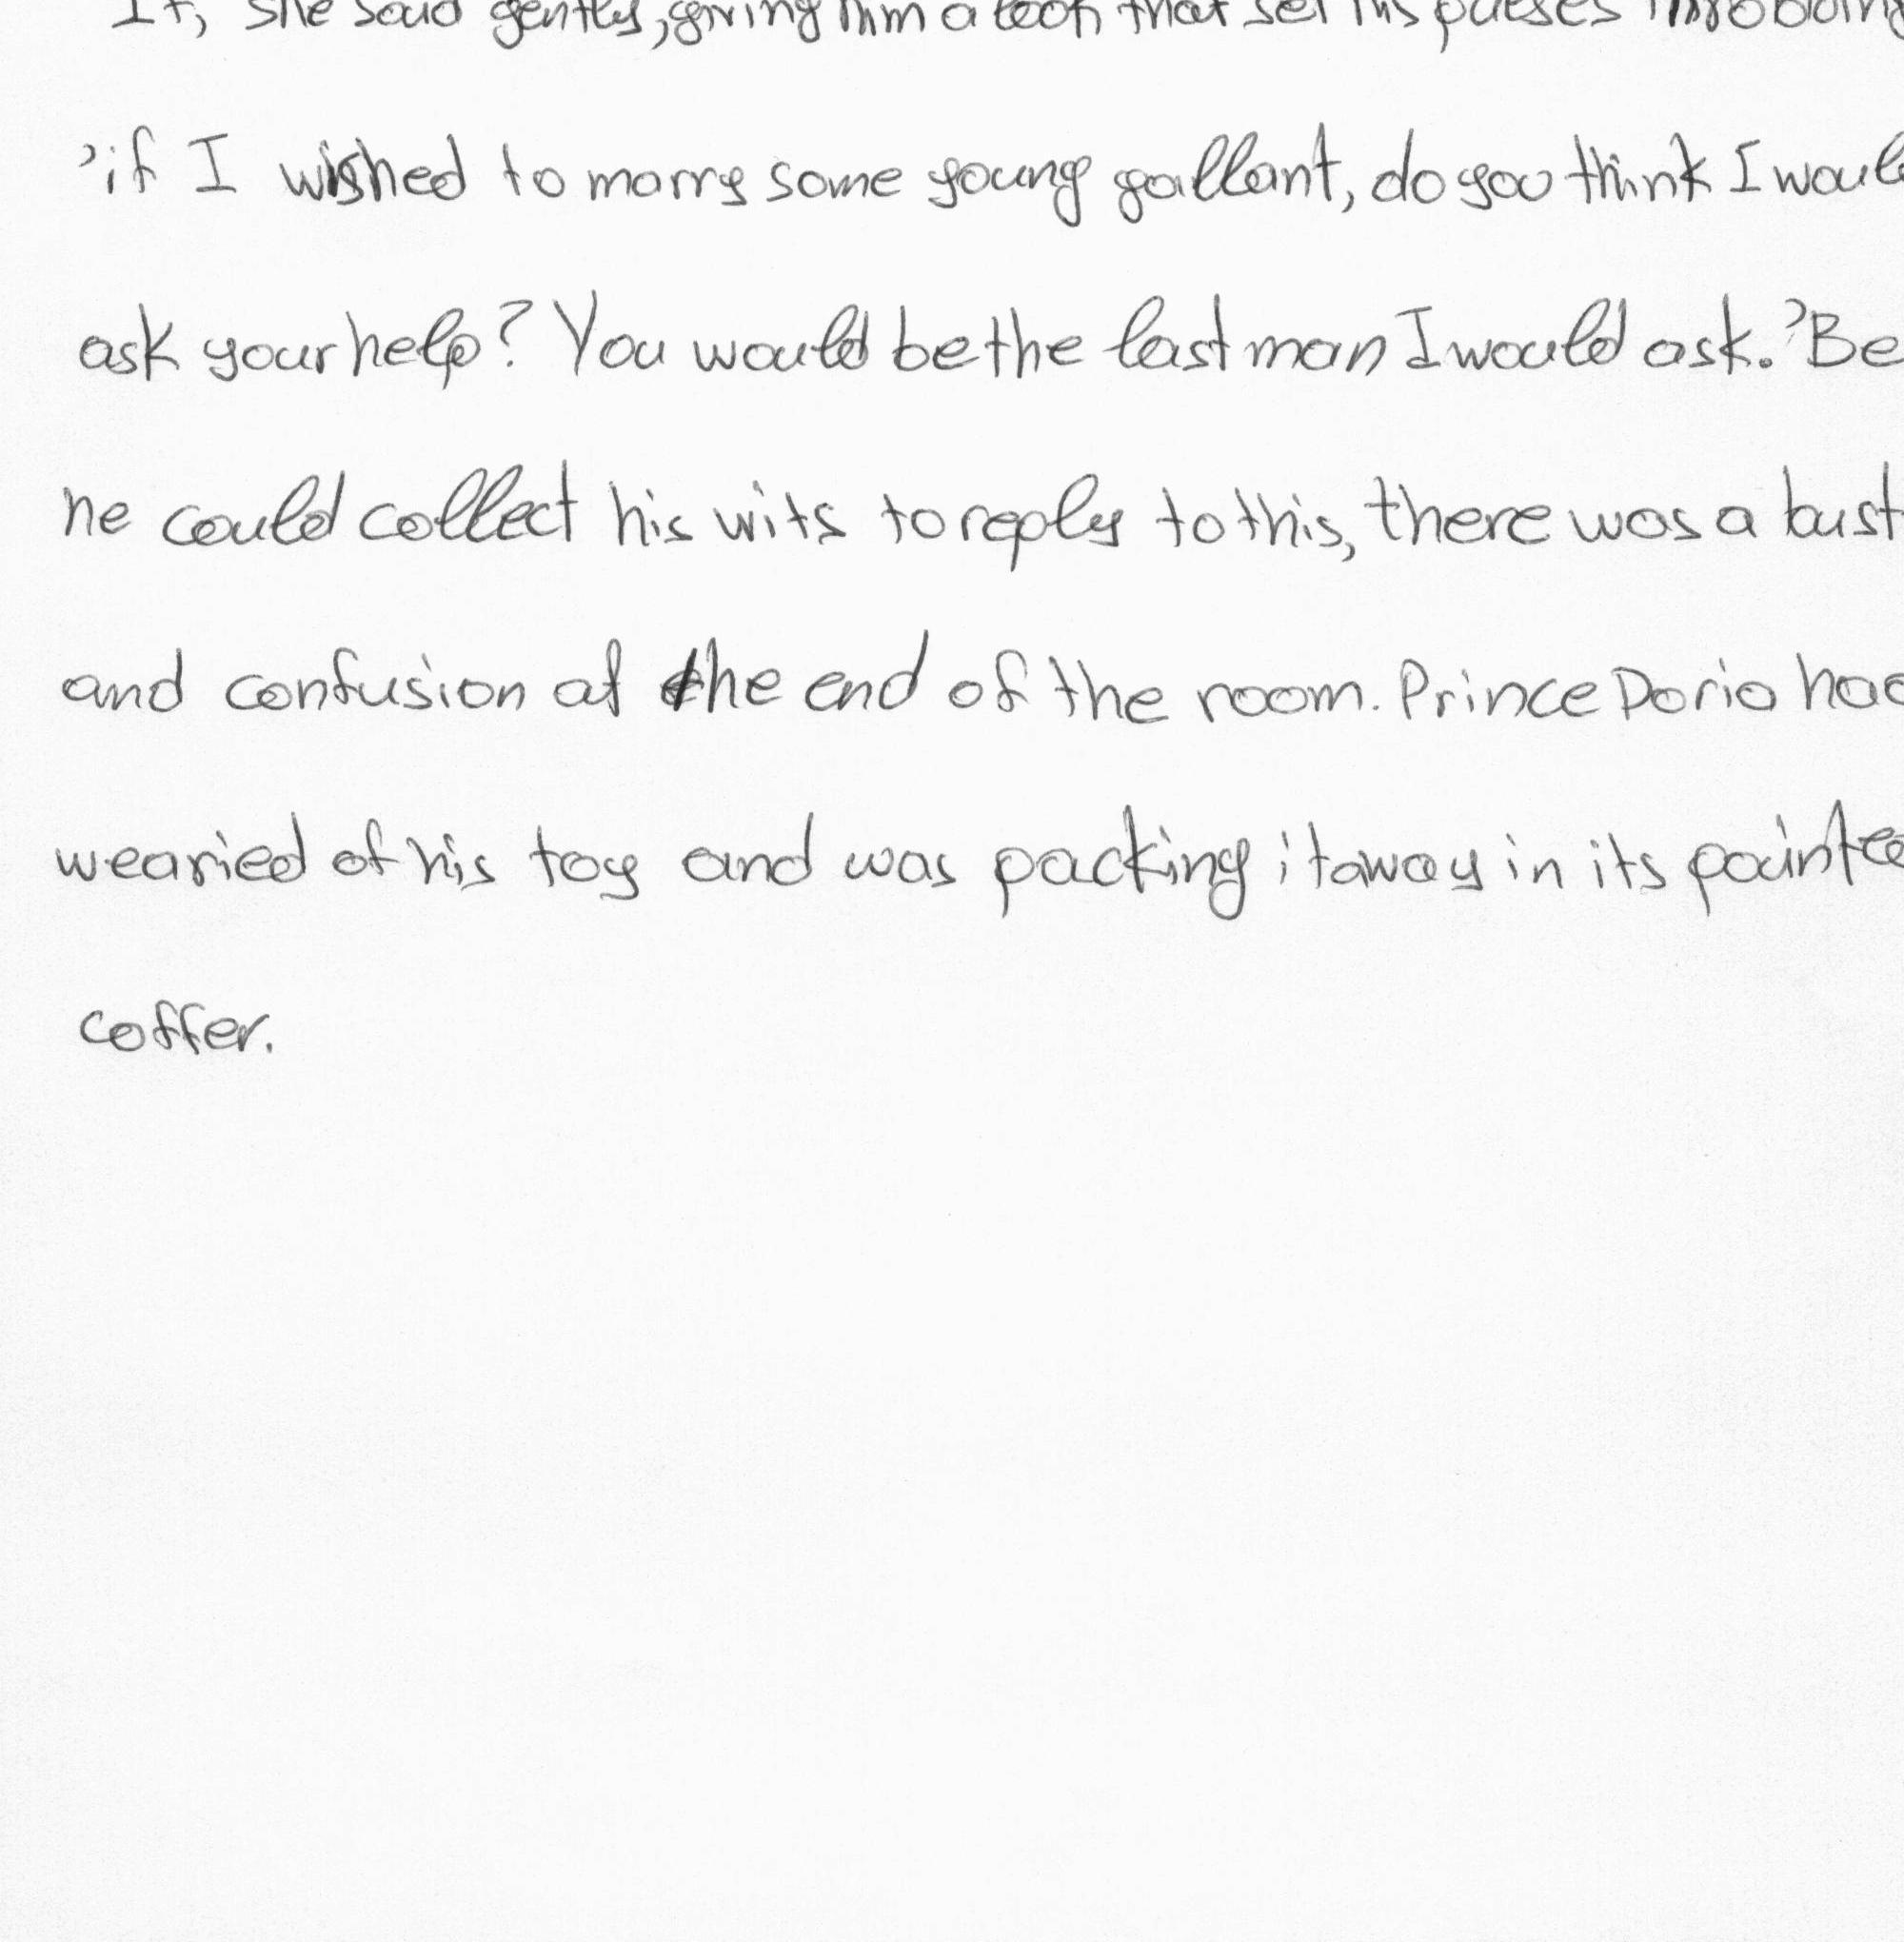 If, she said gently, giving him a look that set his pulses throbbing
'if I wished to marry some young gallant, do you think I would
ask your help? You would be the last man I would ask.' Be
he could collect his wits to reply to this, there was a bust
and confusion at the end of the room. Prince Dorio had
wearied of his toy and was packing it away in its painted
coffer.